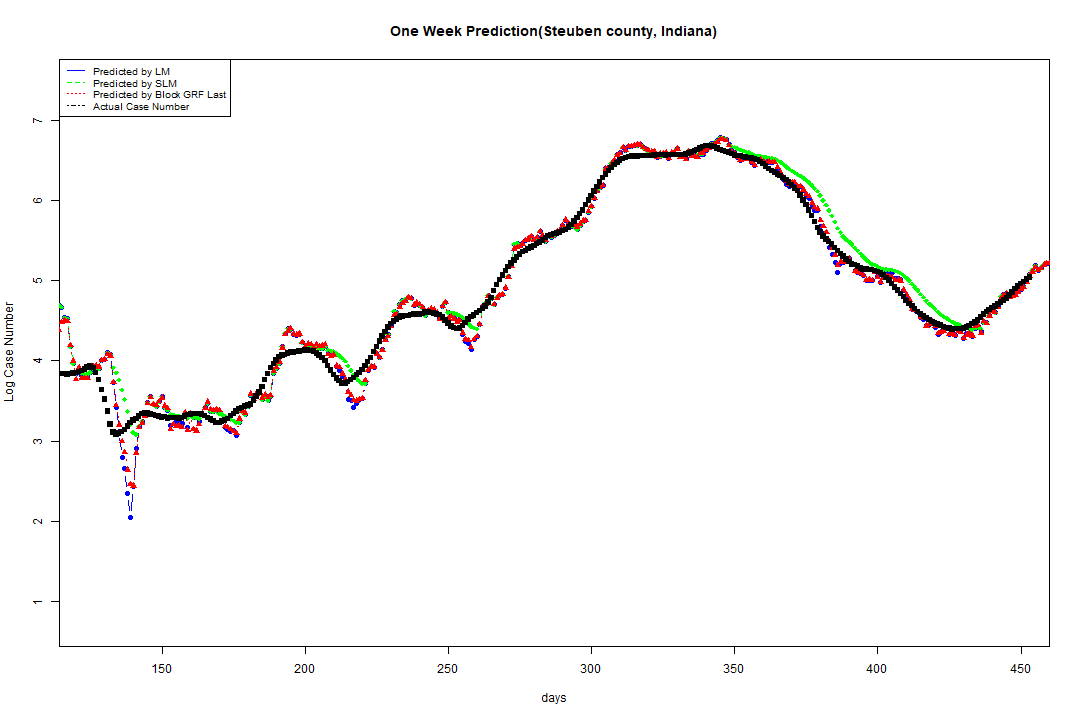 One Week Prediction(Steuben county, Indiana)
Predicted by LM
Predicted by SLM
Predicted by Block GRF Last
Actual Case Number
7
6
5
4
3
2
1
Log Case Number
150 200 250 300 350 400 450
days